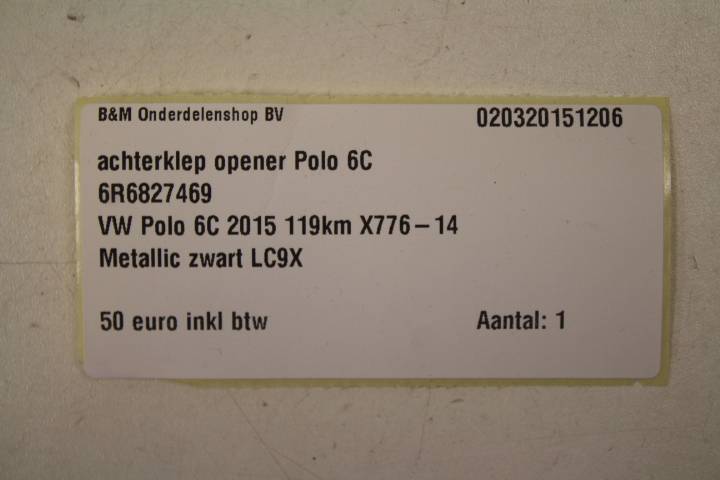 B&M Onderdelenshop BV 020320151206
achterklep opener Polo 6C
6R6827469
VW Polo 6C 2015 119km X776-14
Metallic zwart LC9X
50 euro inkl btw Aantal: 1